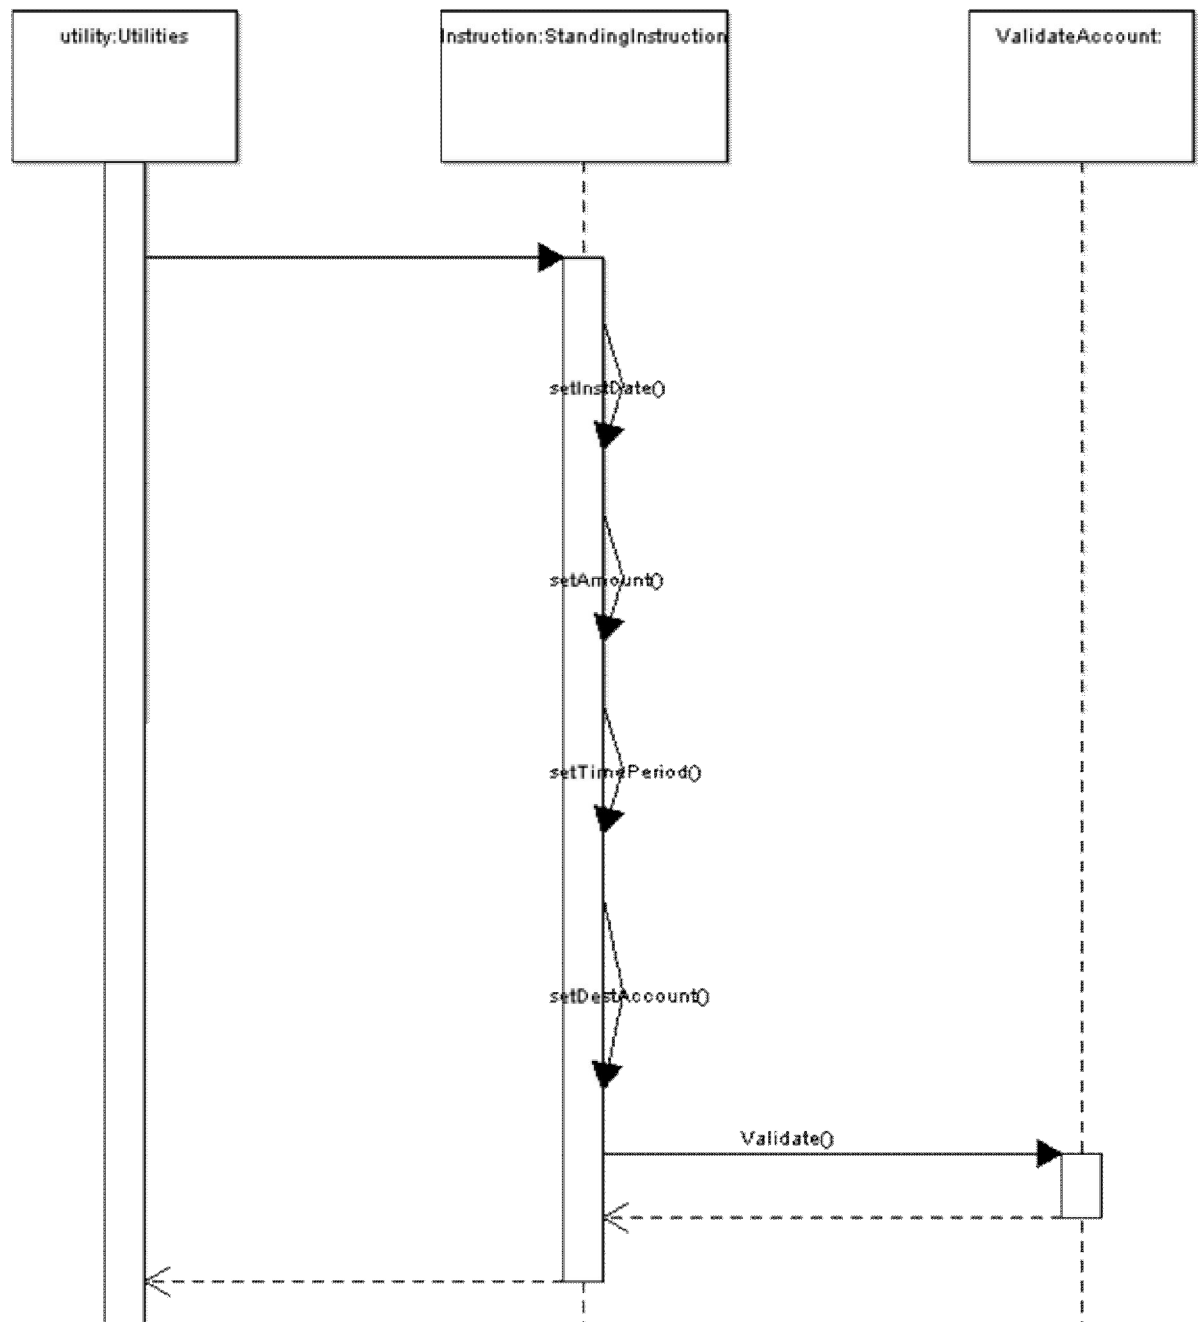 utility:Utilities
Instruction:StandingInstruction
ValidateAccount:
setInstDate()
setAmount()
setTimePeriod()
setDestAccount()
Validate()